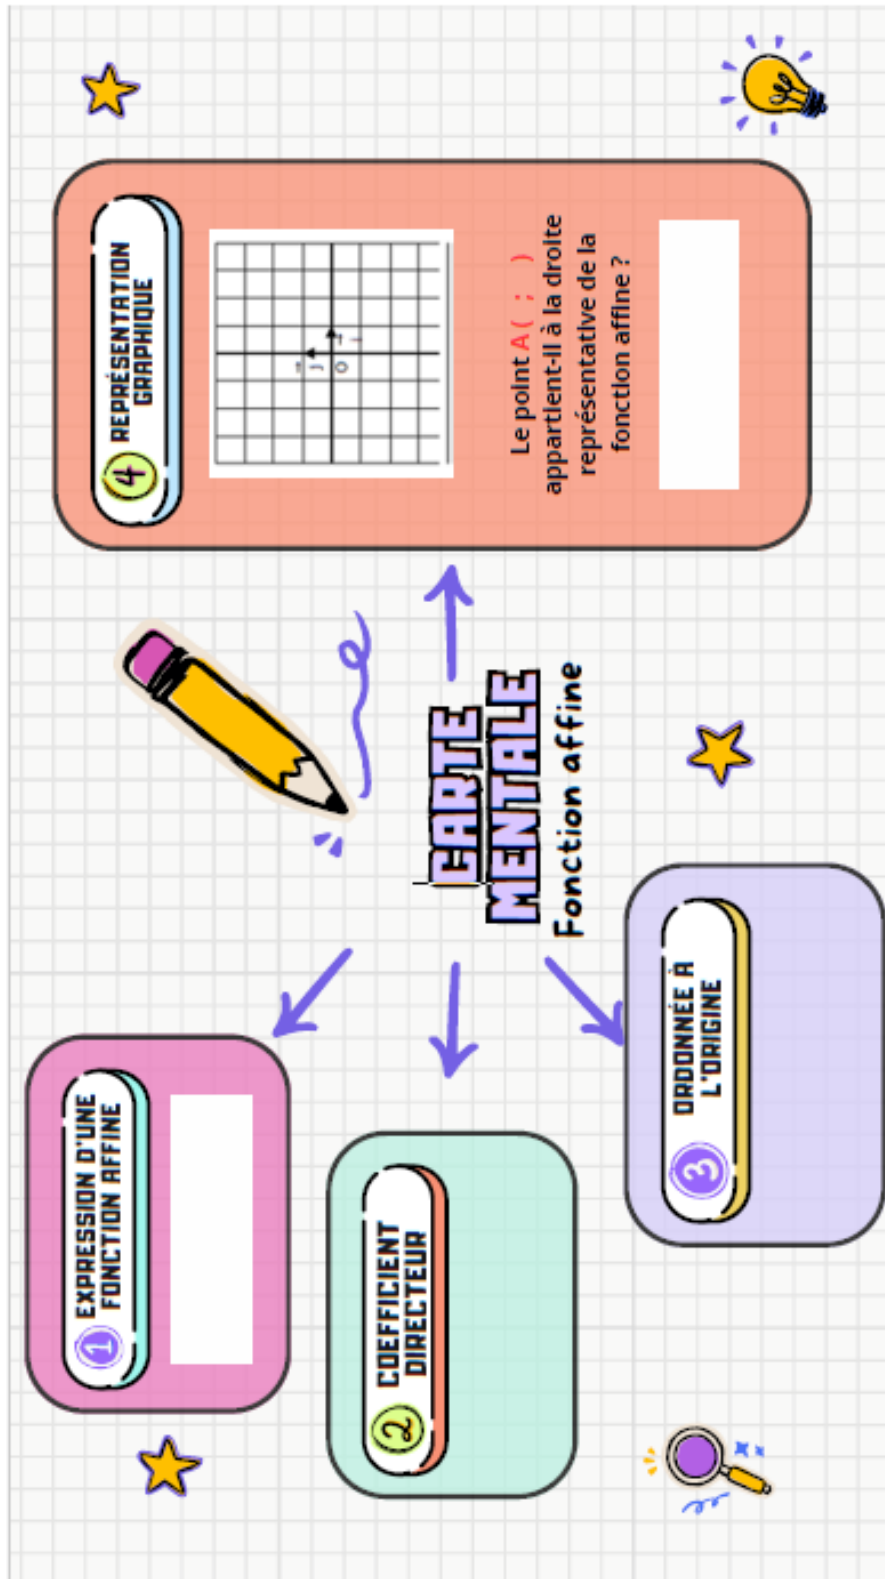 CARTE
MENTALE
Fonction affine
1
EXPRESSION D'UNE
FONCTION AFFINE
2
COEFFICIENT
DIRECTEUR
3
ORDONNÉE À
L'ORIGINE
4
REPRÉSENTATION
GRAPHIQUE
J
O
i
Le point A( ; )
appartient-il à la droite
représentative de la
fonction affine ?